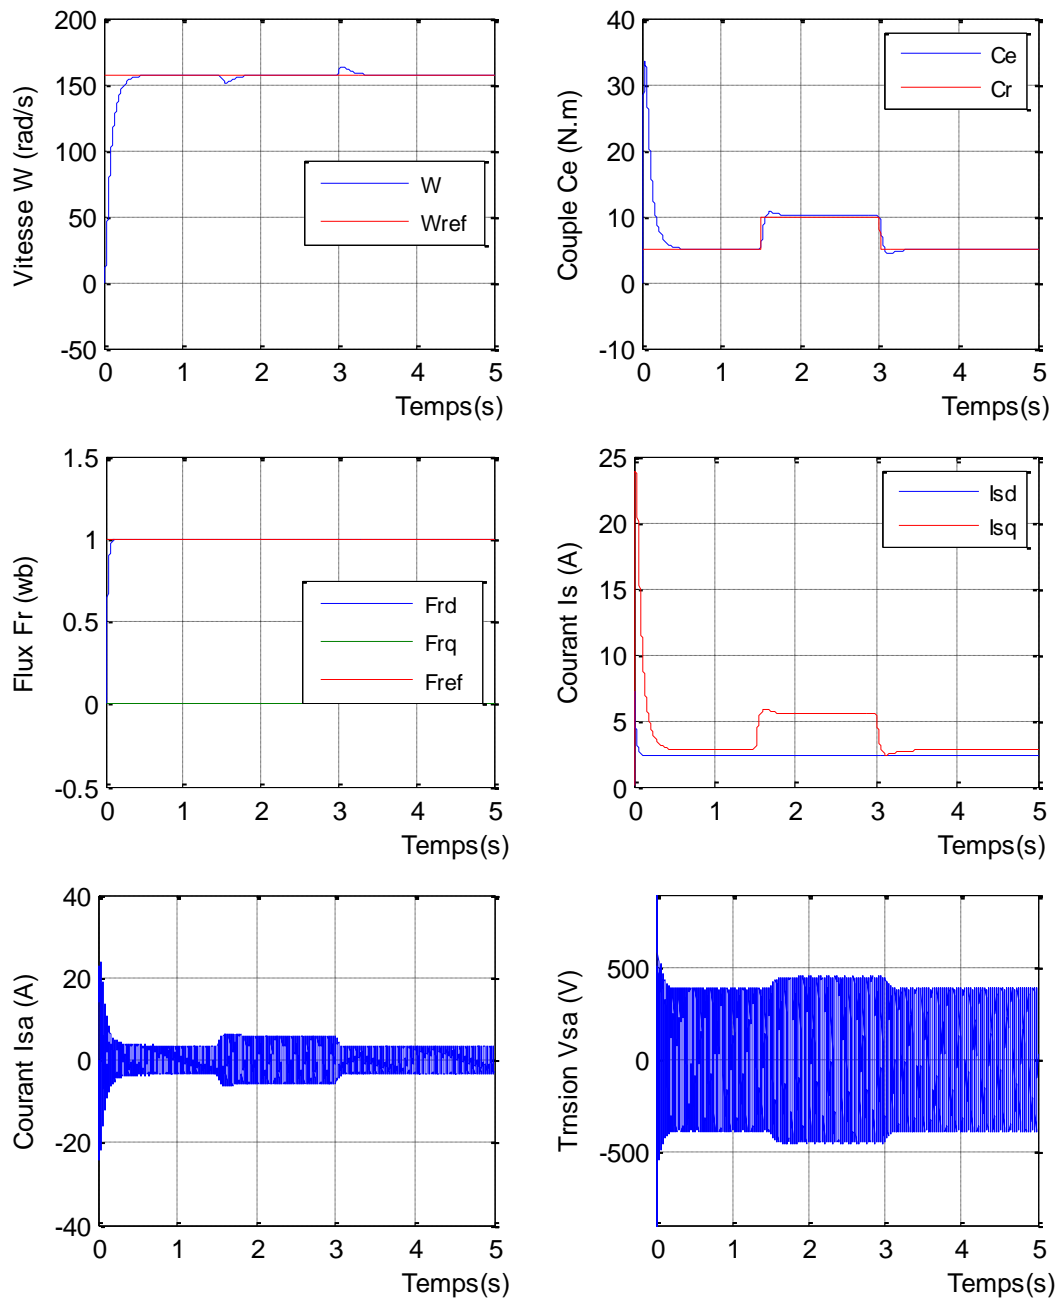 Vitesse W (rad/s)
200
150
100
50
0
-50
W
Wref
0 1 2 3 4 5
Temps(s)
Couple Ce (N.m)
40
30
20
10
0
-10
Ce
Cr
0 1 2 3 4 5
Temps(s)
Flux Fr (wb)
1.5
1
0.5
0
-0.5
Frd
Frq
Fref
0 1 2 3 4 5
Temps(s)
Courant Is (A)
25
20
15
10
5
0
Isd
Isq
0 1 2 3 4 5
Temps(s)
Courant Isa (A)
40
20
0
-20
-40
0 1 2 3 4 5
Temps(s)
Trnsion Vsa (V)
500
0
-500
0 1 2 3 4 5
Temps(s)